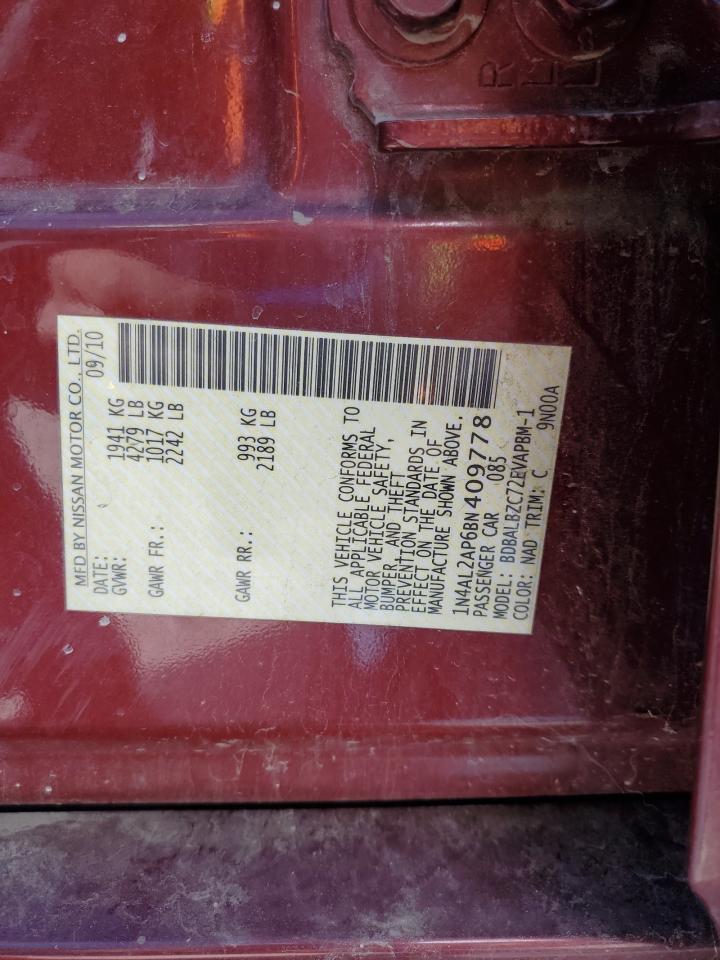 MFD BY NISSAN MOTOR CO., LTD.
DATE: 09/10
GVWR: 1941 KG
4279 LB
GAWR FR.: 1017 KG
2242 LB
GAWR RR.: 993 KG
2189 LB
THIS VEHICLE CONFORMS TO
ALL APPLICABLE FEDERAL
MOTOR VEHICLE SAFETY,
BUMPER, AND THEFT
PREVENTION STANDARDS IN
EFFECT ON THE DATE OF
MANUFACTURE SHOWN ABOVE.
1N4AL2AP6BN409778
PASSENGER CAR 085
MODEL: BDBALBZC72EVAPBM-1
COLOR: NAD TRIM: C 9N00A